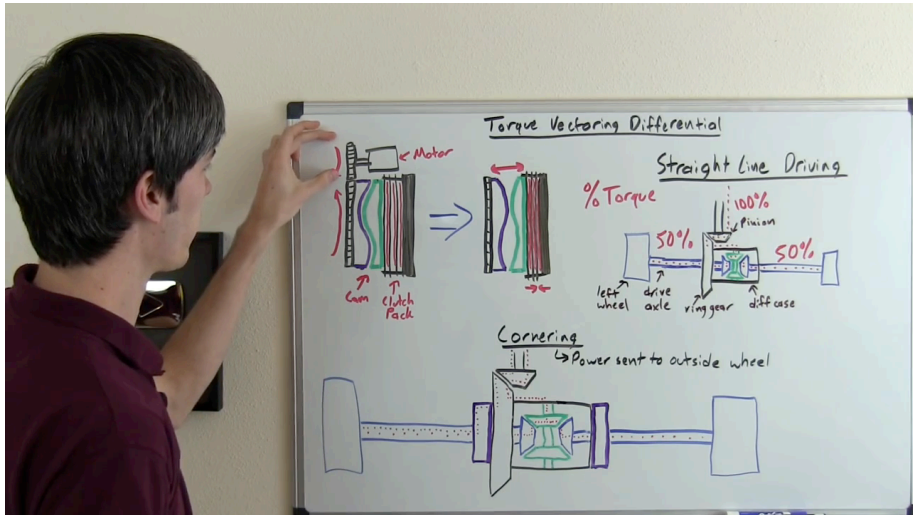 Torque Vectoring Differential
Motor
Cam
Clutch
Pack
% Torque
Straight Line Driving
100%
Pinion
50%
50%
left
wheel
drive
axle
ring gear
diff case
Cornering
↳ Power sent to outside wheel